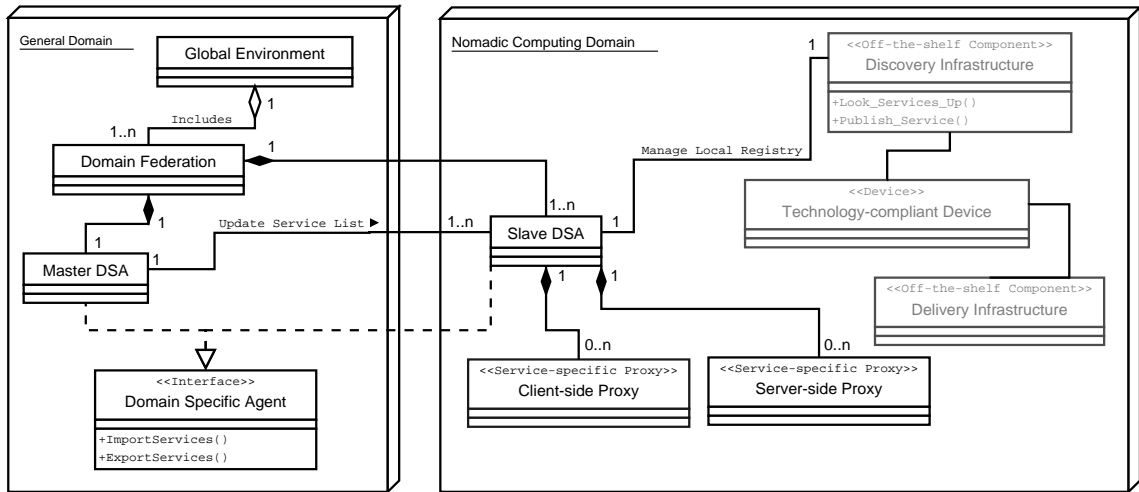 General Domain
Global Environment
1
Includes
1..n
Domain Federation
1
1
1
Update Service List ►
1..n
1
Master DSA
<<Interface>>
Domain Specific Agent
+ImportServices()
+ExportServices()
Nomadic Computing Domain
1
<<Off-the-shelf Component>>
Discovery Infrastructure
+Look_Services_Up()
+Publish_Service()
Manage Local Registry
<<Device>>
Technology-compliant Device
1..n
1
Slave DSA
1
1
<<Off-the-shelf Component>>
Delivery Infrastructure
0..n
0..n
<<Service-specific Proxy>>
Client-side Proxy
<<Service-specific Proxy>>
Server-side Proxy